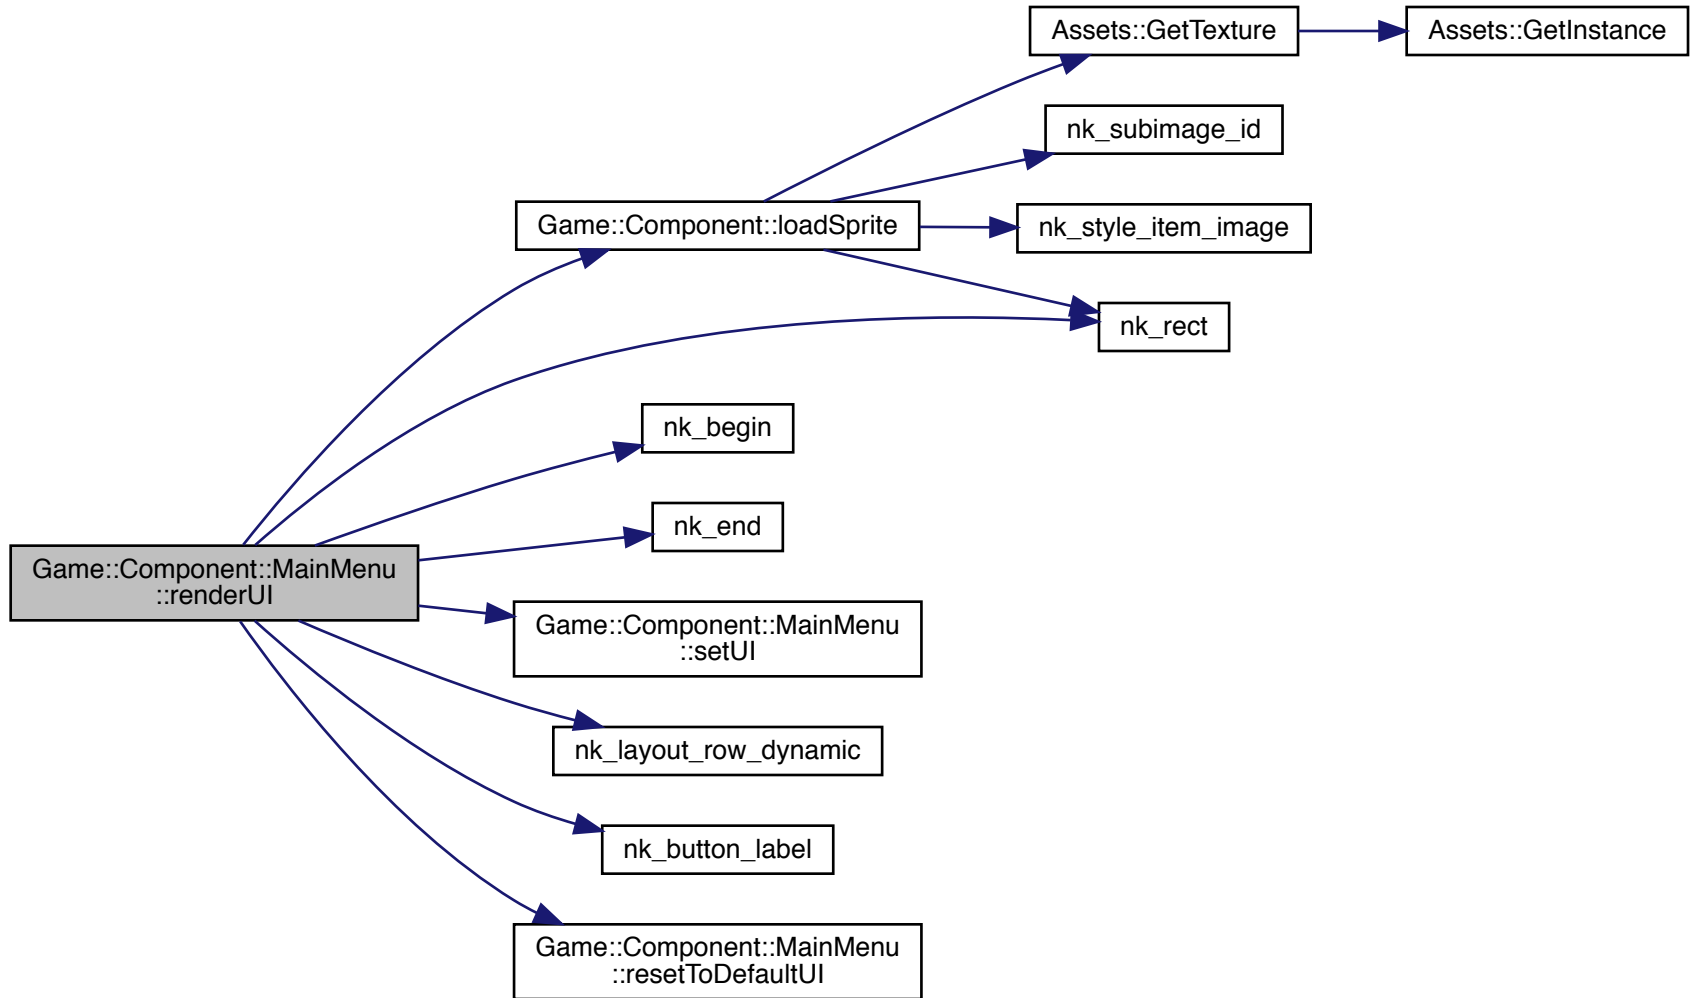 Assets::GetTexture
Assets::GetInstance
nk_subimage_id
Game::Component::loadSprite
nk_style_item_image
nk_rect
nk_begin
nk_end
Game::Component::MainMenu
::renderUI
Game::Component::MainMenu
::setUI
nk_layout_row_dynamic
nk_button_label
Game::Component::MainMenu
::resetToDefaultUI